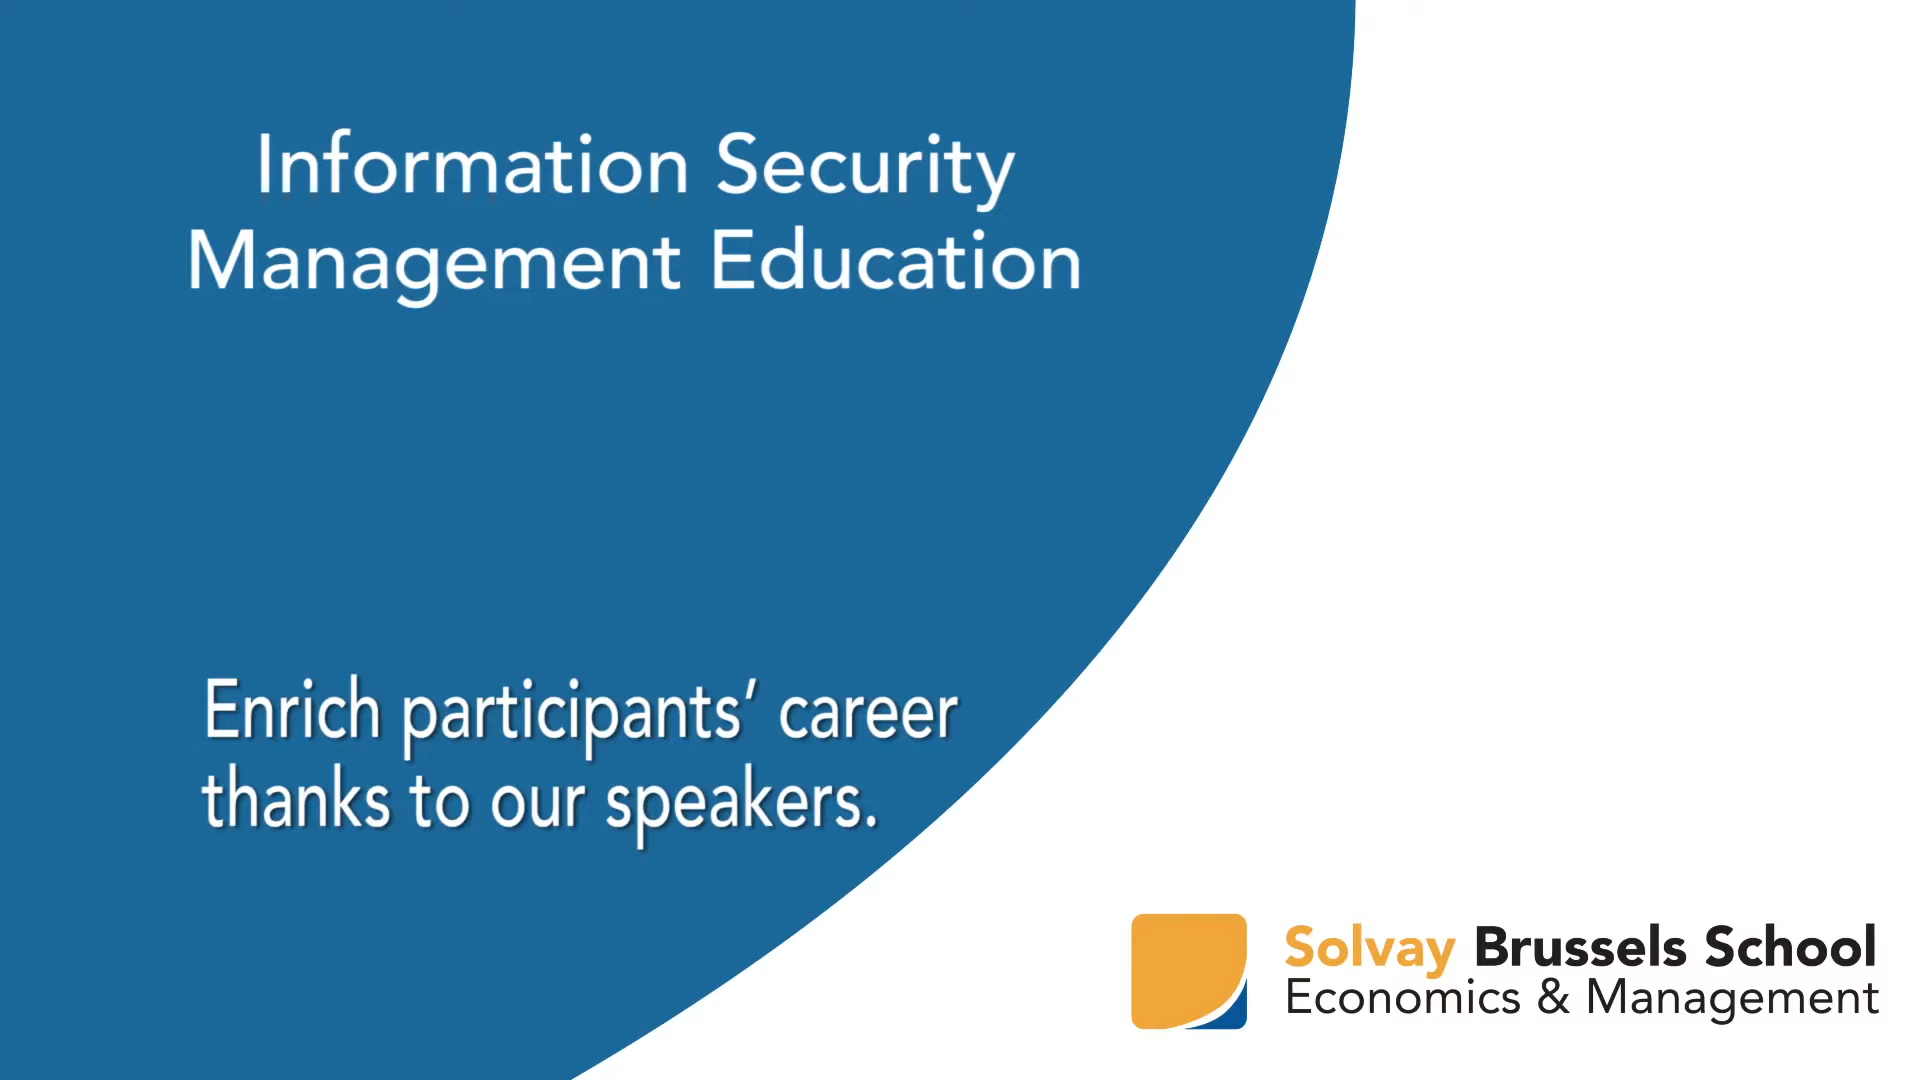 Information Security
Management Education
Enrich participants’ career
thanks to our speakers.
Solvay Brussels School
Economics & Management